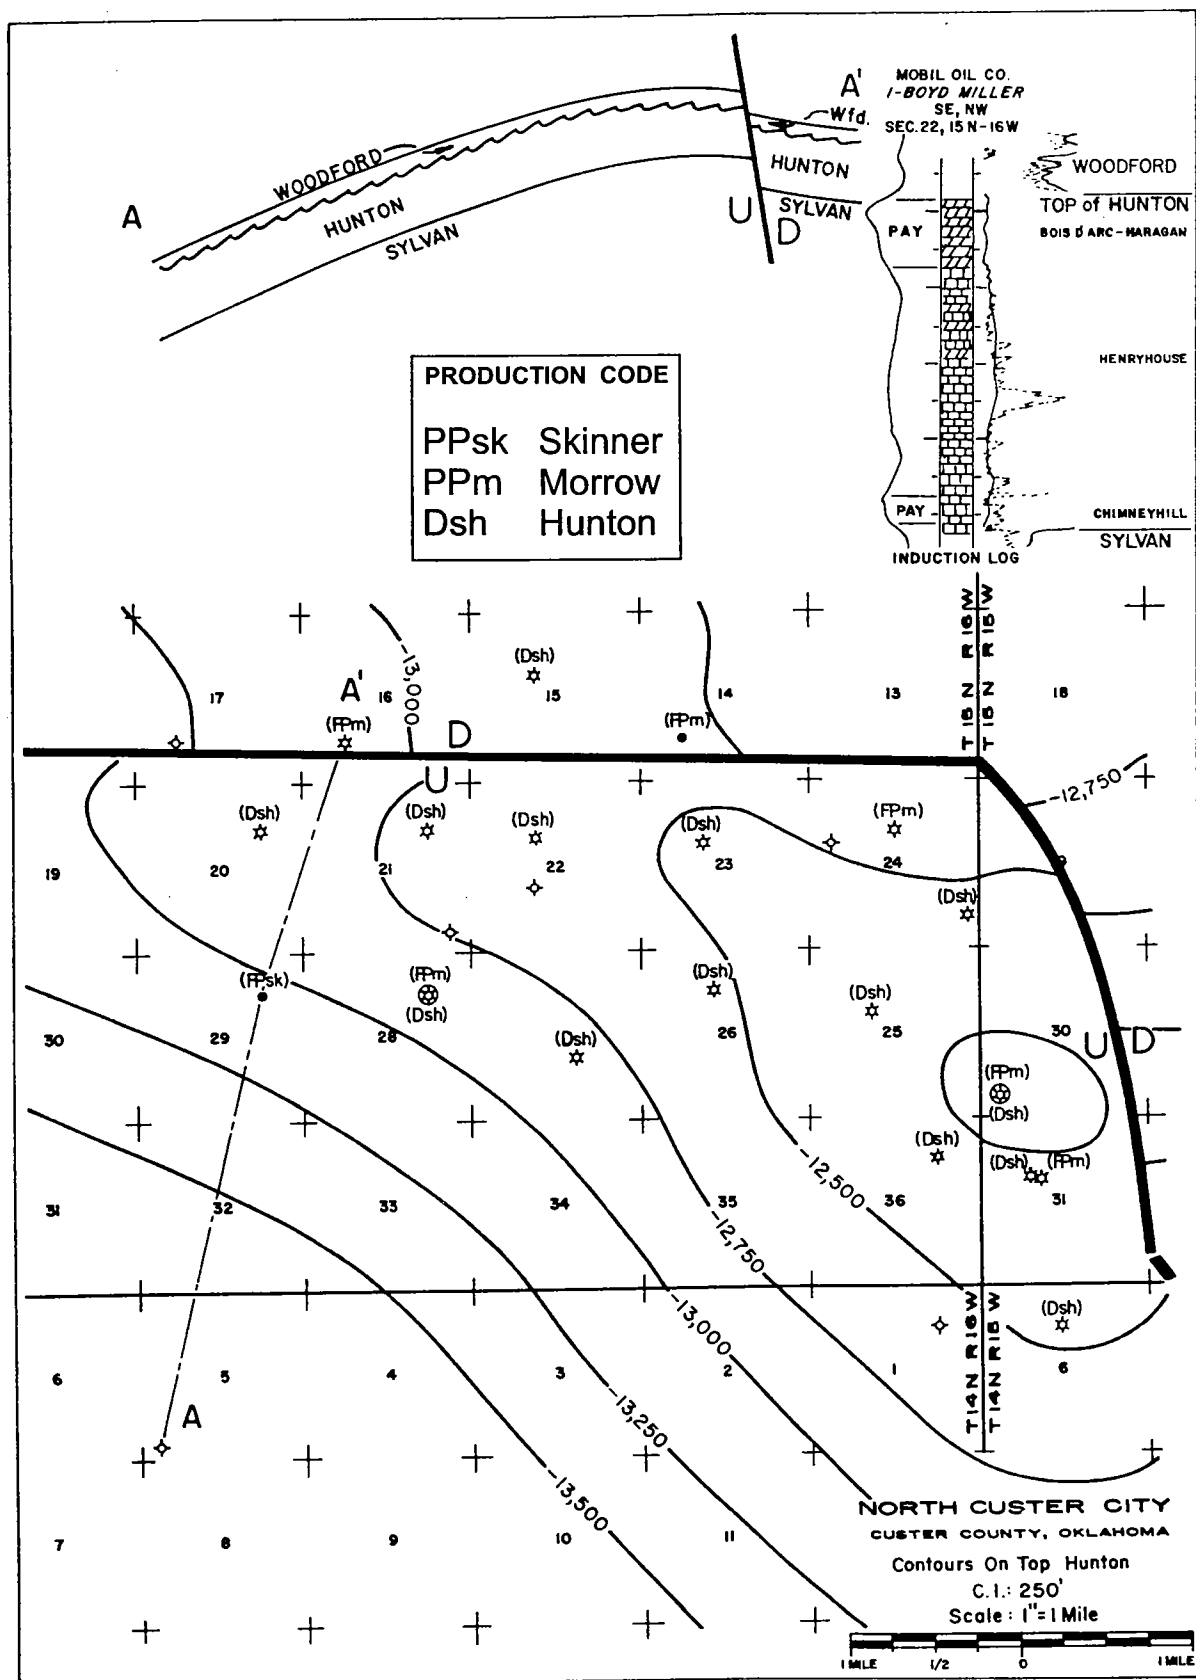 A'
MOBIL OIL CO.
1-BOYD MILLER
SE, NW
SEC. 22, 15 N-16W
Wfd.
WOODFORD
HUNTON
SYLVAN
A
HUNTON
SYLVAN
U
D
WOODFORD
TOP of HUNTON
PAY
BOIS D'ARC-HARAGAN
HENRYHOUSE
PAY
CHIMNEYHILL
SYLVAN
INDUCTION LOG
PRODUCTION CODE
PPsk Skinner
PPm Morrow
Dsh Hunton
T15N R16W
T15N R15W
17
A'
16
-13,000
(Dsh)
15
14
13
18
(PPm)
(PPm)
D
U
-12,750
(Dsh)
(Dsh)
(Dsh)
(Dsh)
(PPm)
19
20
21
22
23
24
(Dsh)
(PPsk)
(PPm)
(Dsh)
(Dsh)
(Dsh)
30
29
28
(Dsh)
26
25
30
U
D
(PPm)
(Dsh)
(Dsh)
(Dsh)
(PPm)
31
32
33
34
35
36
31
-12,500
-12,750
-13,000
T14N R16W
T14N R15W
(Dsh)
6
5
4
3
2
1
6
A
-13,250
-13,500
7
8
9
10
11
NORTH CUSTER CITY
CUSTER COUNTY, OKLAHOMA
Contours On Top Hunton
C.I.: 250'
Scale: 1"=1Mile
1 MILE 1/2 0 1 MILE